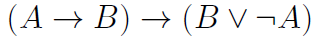 (A → B) → (B ∨ ¬A)